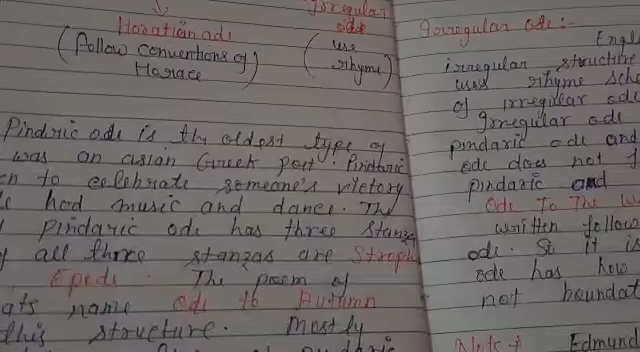 Horatian ode
(follow conventions of
Horace)
Irregular
ode
(use
rhyme)
Pindric ode is the oldest type of
was an asian Greek poet. Pindaric
en to celebrate someone's victory
had music and dance. The
pindaric ode has three stanza
all three stanzas are Stroph
Epode. The poem of
ats name Ode to Autumn
this structure. Mostly
Irregular ode:-
Engl
irregular structure
uses rhyme sche
of irregular ode
Irregular ode
pindaric ode and
ode does not f
pindaric and
Ode To The W
written follow
ode. So it is
ode has
not boundat
Note → Edmund